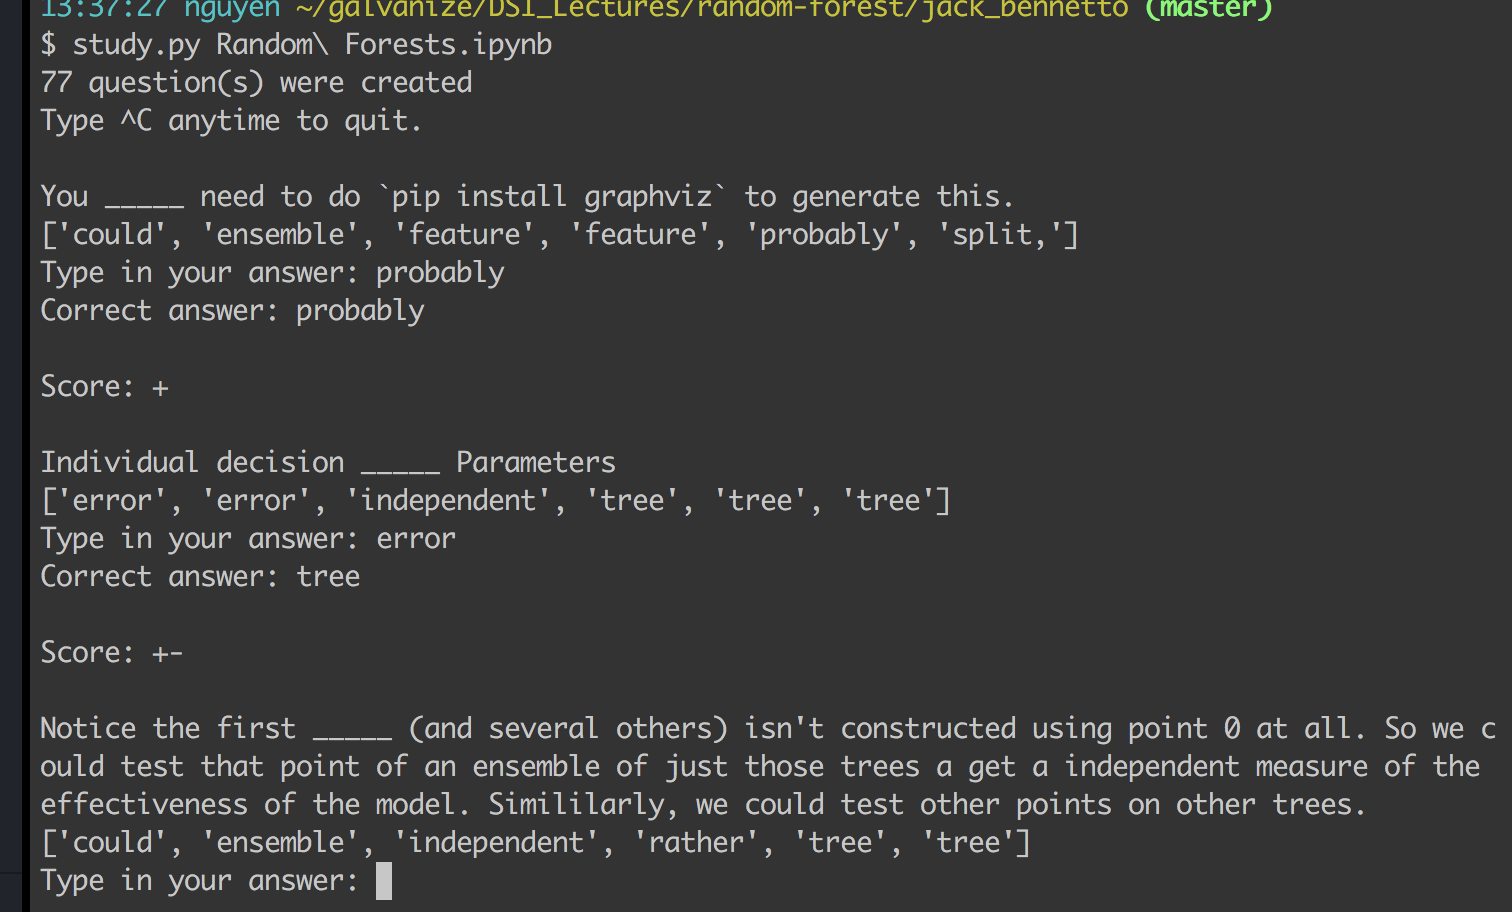 13:37:27 nguyen ~/galvanize/DSI_Lectures/random-forest/jack_bennetto (master)
$ study.py Random\ Forests.ipynb
77 question(s) were created
Type ^C anytime to quit.
You _____ need to do `pip install graphviz` to generate this.
['could', 'ensemble', 'feature', 'feature', 'probably', 'split,']
Type in your answer: probably
Correct answer: probably
Score: +
Individual decision _____ Parameters
['error', 'error', 'independent', 'tree', 'tree', 'tree']
Type in your answer: error
Correct answer: tree
Score: +-
Notice the first _____ (and several others) isn't constructed using point 0 at all. So we c
ould test that point of an ensemble of just those trees a get a independent measure of the
effectiveness of the model. Simililarly, we could test other points on other trees.
['could', 'ensemble', 'independent', 'rather', 'tree', 'tree']
Type in your answer: